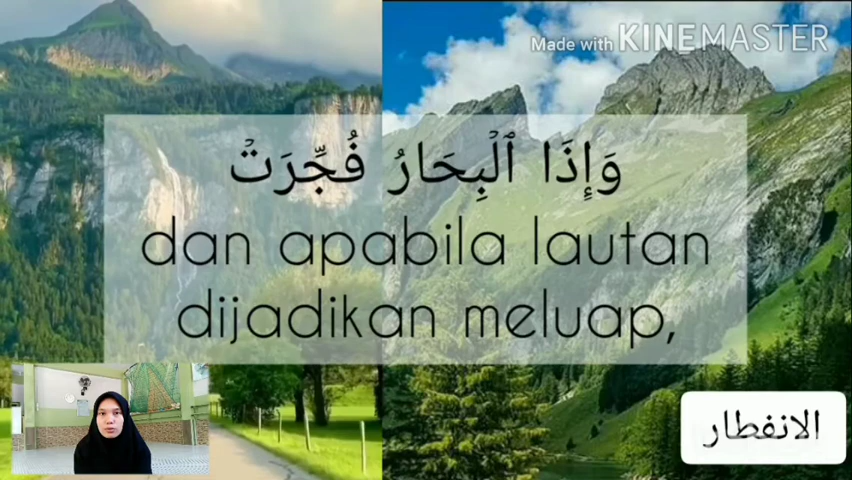 Made with KINEMASTER
وَإِذَا ٱلْبِحَارُ فُجِّرَتْ
dan apabila lautan
dijadikan meluap,
الانفطار